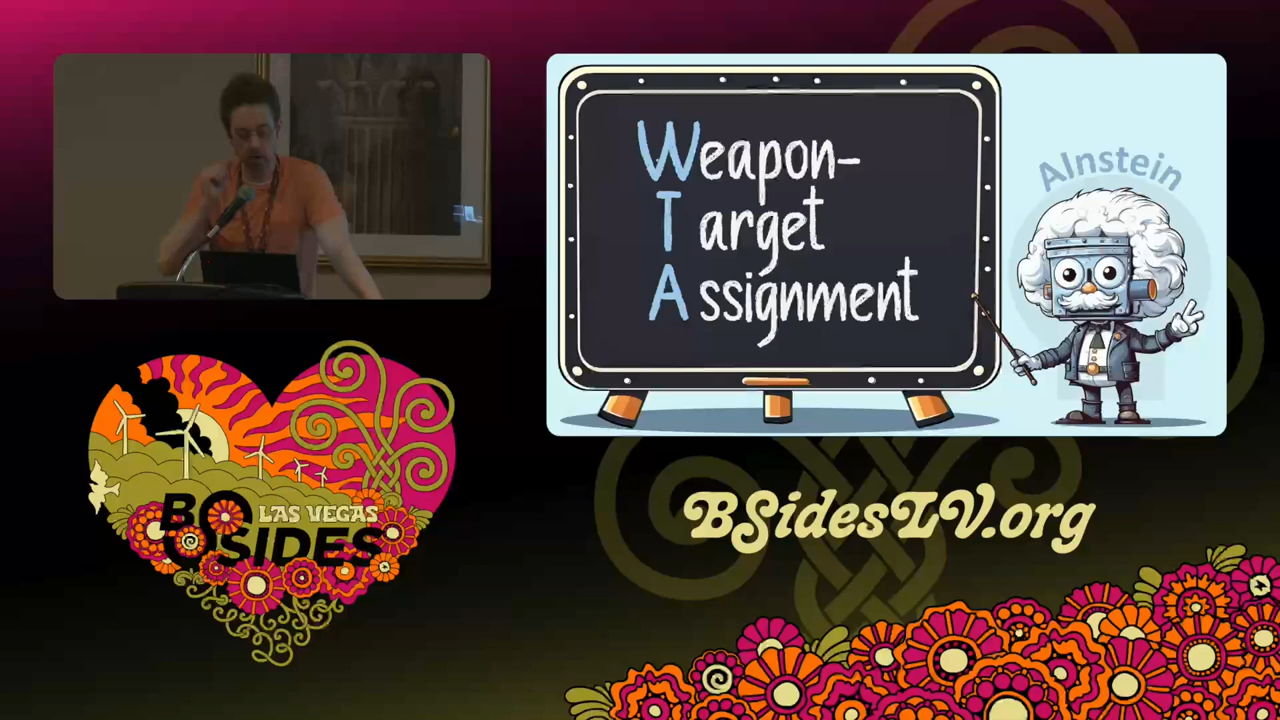 Weapon-
Target
Assignment
AInstein
BSIDES
LAS VEGAS
BSidesLV.org